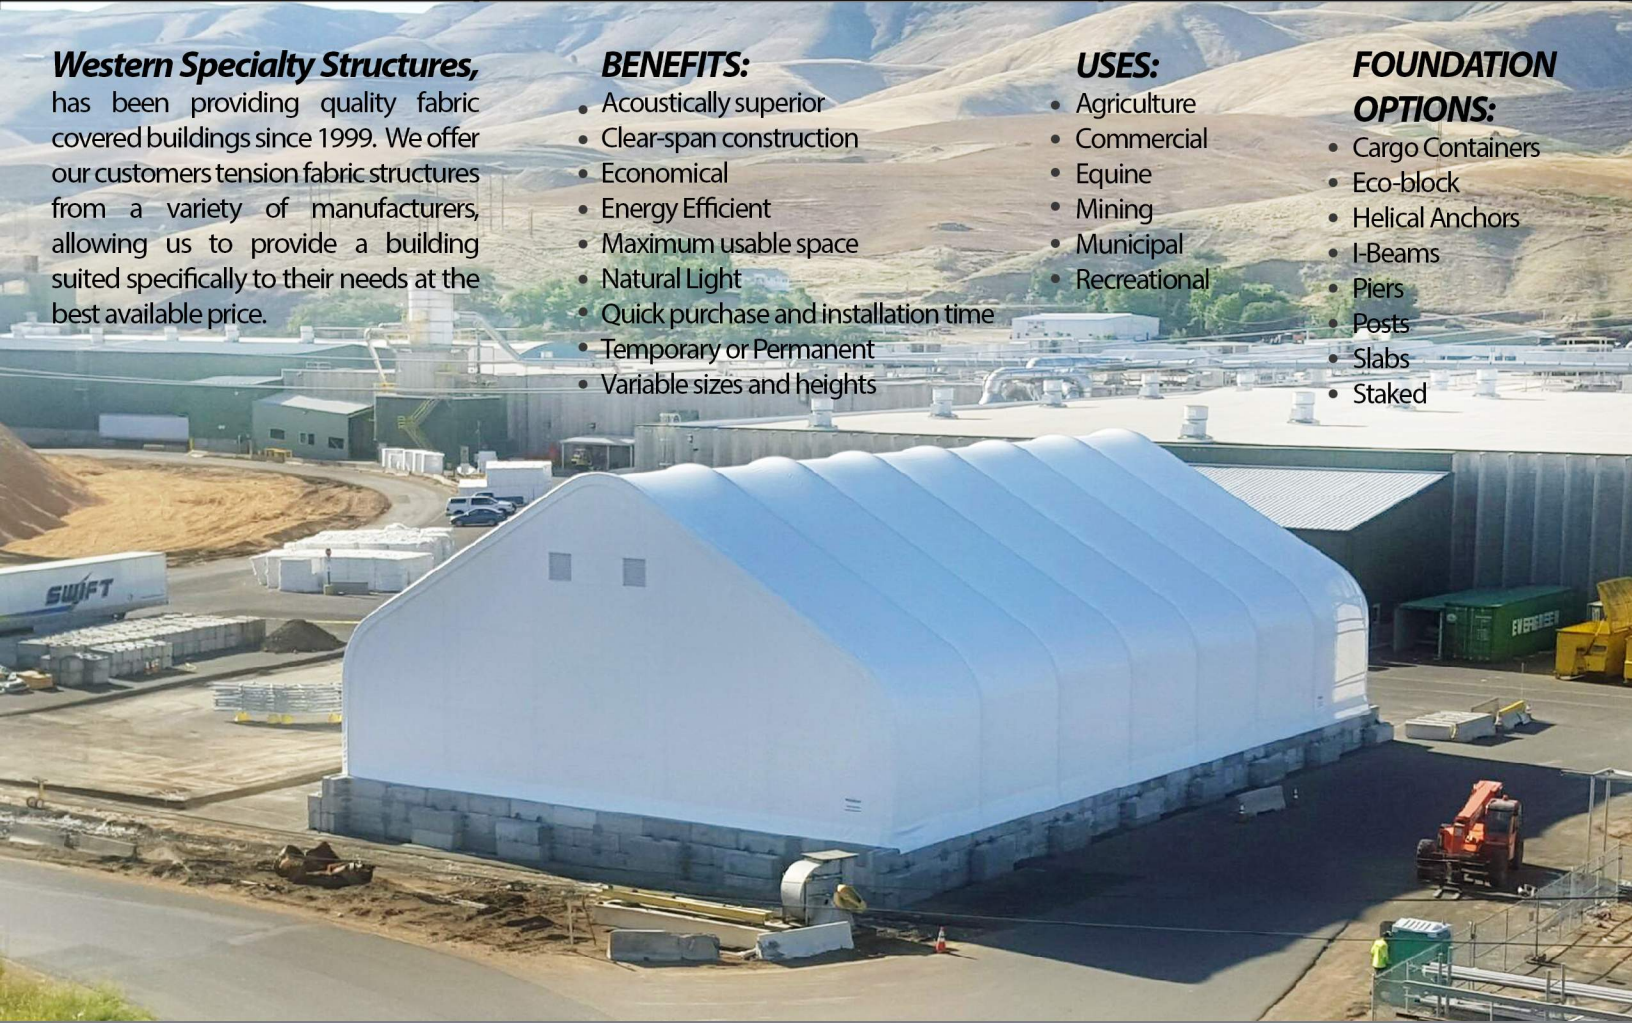 Western Specialty Structures,
has been providing quality fabric
covered buildings since 1999. We offer
our customers tension fabric structures
from a variety of manufacturers,
allowing us to provide a building
suited specifically to their needs at the
best available price.
BENEFITS:
• Acoustically superior
• Clear-span construction
• Economical
• Energy Efficient
• Maximum usable space
• Natural Light
• Quick purchase and installation time
• Temporary or Permanent
• Variable sizes and heights
USES:
• Agriculture
• Commercial
• Equine
• Mining
• Municipal
• Recreational
FOUNDATION
OPTIONS:
• Cargo Containers
• Eco-block
• Helical Anchors
• I-Beams
• Piers
• Posts
• Slabs
• Staked
SWIFT
EVERGREEN